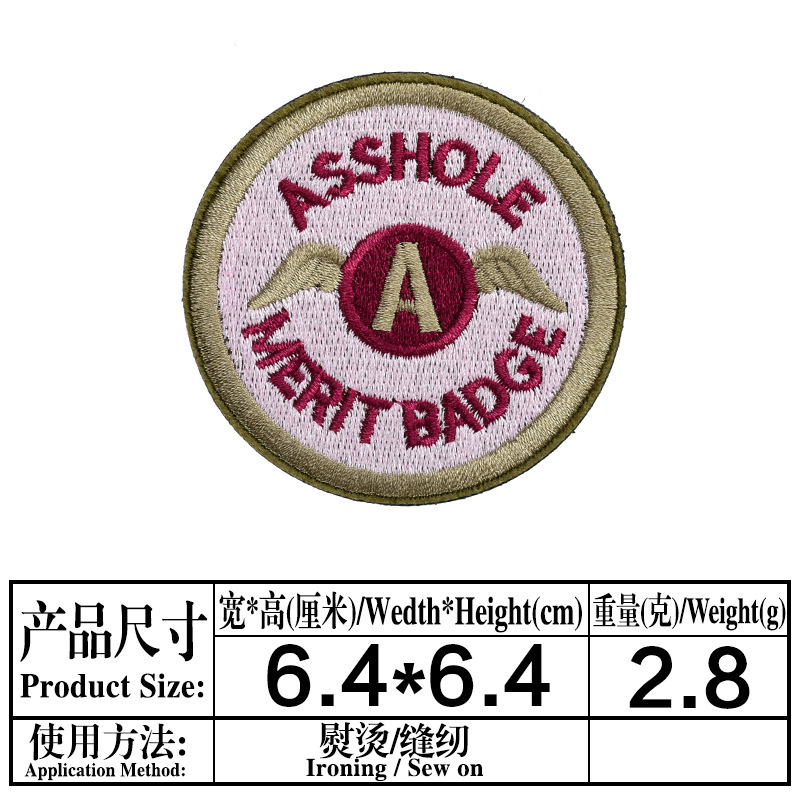 ASSHOLE
A
MERIT BADGE
产品尺寸
Product Size:
宽*高(厘米)/Wedth*Height(cm)
重量(克)/Weight(g)
6.4*6.4
2.8
使用方法:
Application Method:
熨烫/缝纫
Ironing / Sew on